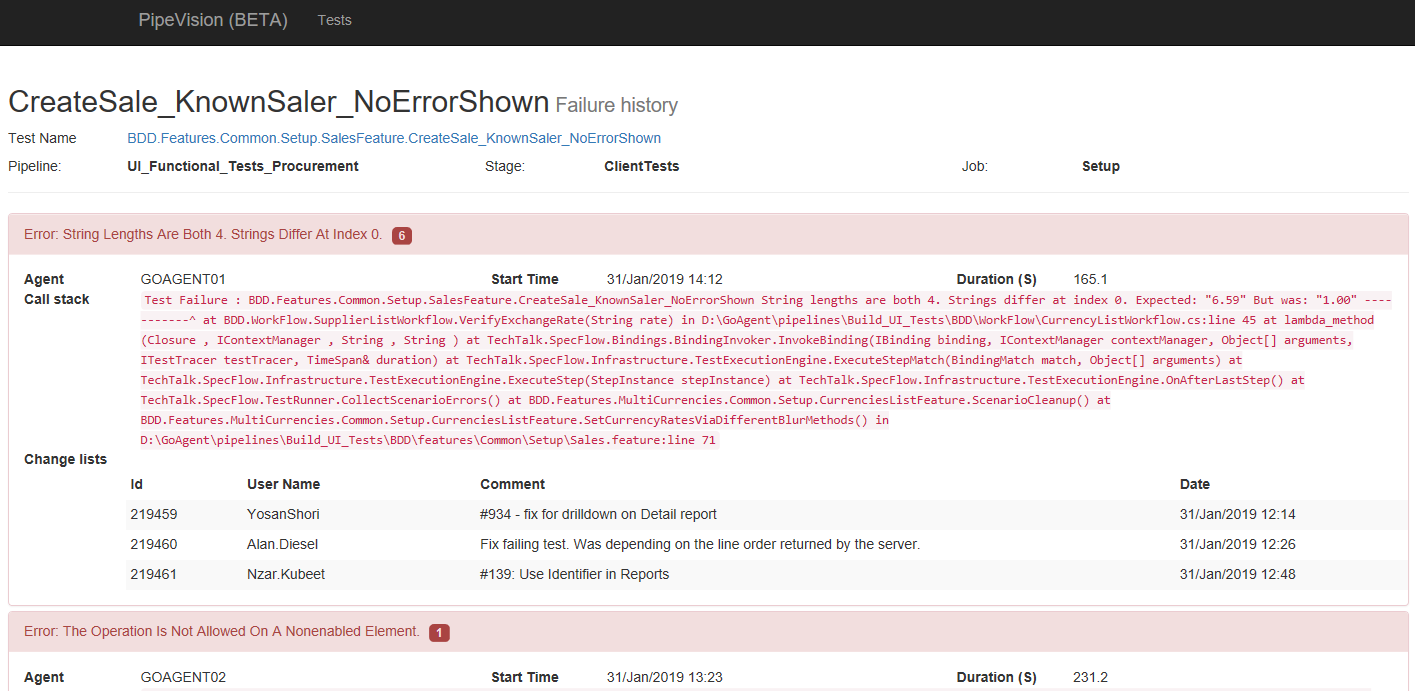 PipeVision (BETA) Tests
CreateSale_KnownSaler_NoErrorShown Failure history
Test Name BDD.Features.Common.Setup.SalesFeature.CreateSale_KnownSaler_NoErrorShown
Pipeline: UI_Functional_Tests_Procurement Stage: ClientTests Job: Setup
Error: String Lengths Are Both 4. Strings Differ At Index 0. 6
Agent GOAGENT01 Start Time 31/Jan/2019 14:12 Duration (S) 165.1
Call stack Test Failure : BDD.Features.Common.Setup.SalesFeature.CreateSale_KnownSaler_NoErrorShown String lengths are both 4. Strings differ at index 0. Expected: "6.59" But was: "1.00" ----
----------^ at BDD.WorkFlow.SupplierListWorkflow.VerifyExchangeRate(String rate) in D:\GoAgent\pipelines\Build_UI_Tests\BDD\WorkFlow\CurrencyListWorkflow.cs:line 45 at lambda_method
(Closure , IContextManager , String , String ) at TechTalk.SpecFlow.Bindings.BindingInvoker.InvokeBinding(IBinding binding, IContextManager contextManager, Object[] arguments,
ITestTracer testTracer, TimeSpan& duration) at TechTalk.SpecFlow.Infrastructure.TestExecutionEngine.ExecuteStepMatch(BindingMatch match, Object[] arguments) at
TechTalk.SpecFlow.Infrastructure.TestExecutionEngine.ExecuteStep(StepInstance stepInstance) at TechTalk.SpecFlow.Infrastructure.TestExecutionEngine.OnAfterLastStep() at
TechTalk.SpecFlow.TestRunner.CollectScenarioErrors() at BDD.Features.MultiCurrencies.Common.Setup.CurrenciesListFeature.ScenarioCleanup() at
BDD.Features.MultiCurrencies.Common.Setup.CurrenciesListFeature.SetCurrencyRatesViaDifferentBlurMethods() in
D:\GoAgent\pipelines\Build_UI_Tests\BDD\features\Common\Setup\Sales.feature:line 71
Change lists
Id User Name Comment Date
219459 YosanShori #934 - fix for drilldown on Detail report 31/Jan/2019 12:14
219460 Alan.Diesel Fix failing test. Was depending on the line order returned by the server. 31/Jan/2019 12:26
219461 Nzar.Kubeet #139: Use Identifier in Reports 31/Jan/2019 12:48
Error: The Operation Is Not Allowed On A Nonenabled Element. 1
Agent GOAGENT02 Start Time 31/Jan/2019 13:23 Duration (S) 231.2